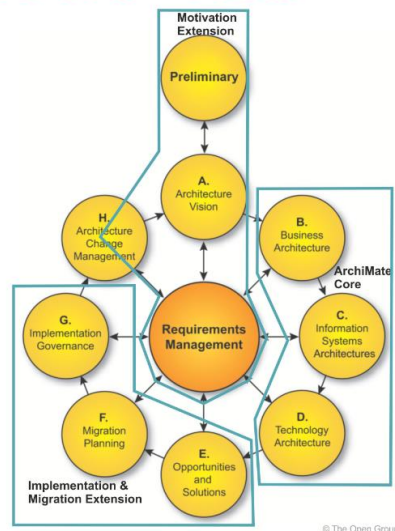 Motivation
Extension
Preliminary
A.
Architecture
Vision
H.
Architecture
Change
Management
B.
Business
Architecture
ArchiMate
Core
G.
Implementation
Governance
Requirements
Management
C.
Information
Systems
Architectures
F.
Migration
Planning
D.
Technology
Architecture
E.
Opportunities
and
Solutions
Implementation &
Migration Extension
© The Open Group